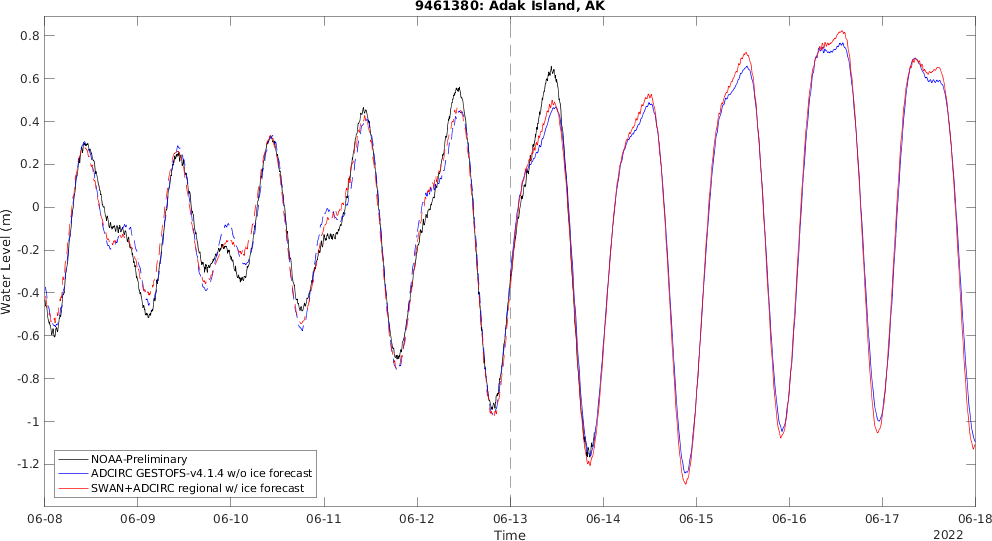 9461380: Adak Island, AK
Water Level (m)
0.8
0.6
0.4
0.2
0
-0.2
-0.4
-0.6
-0.8
-1
-1.2
NOAA-Preliminary
ADCIRC GESTOFS-v4.1.4 w/o ice forecast
SWAN+ADCIRC regional w/ ice forecast
06-08 06-09 06-10 06-11 06-12 06-13 06-14 06-15 06-16 06-17 06-18
Time
2022